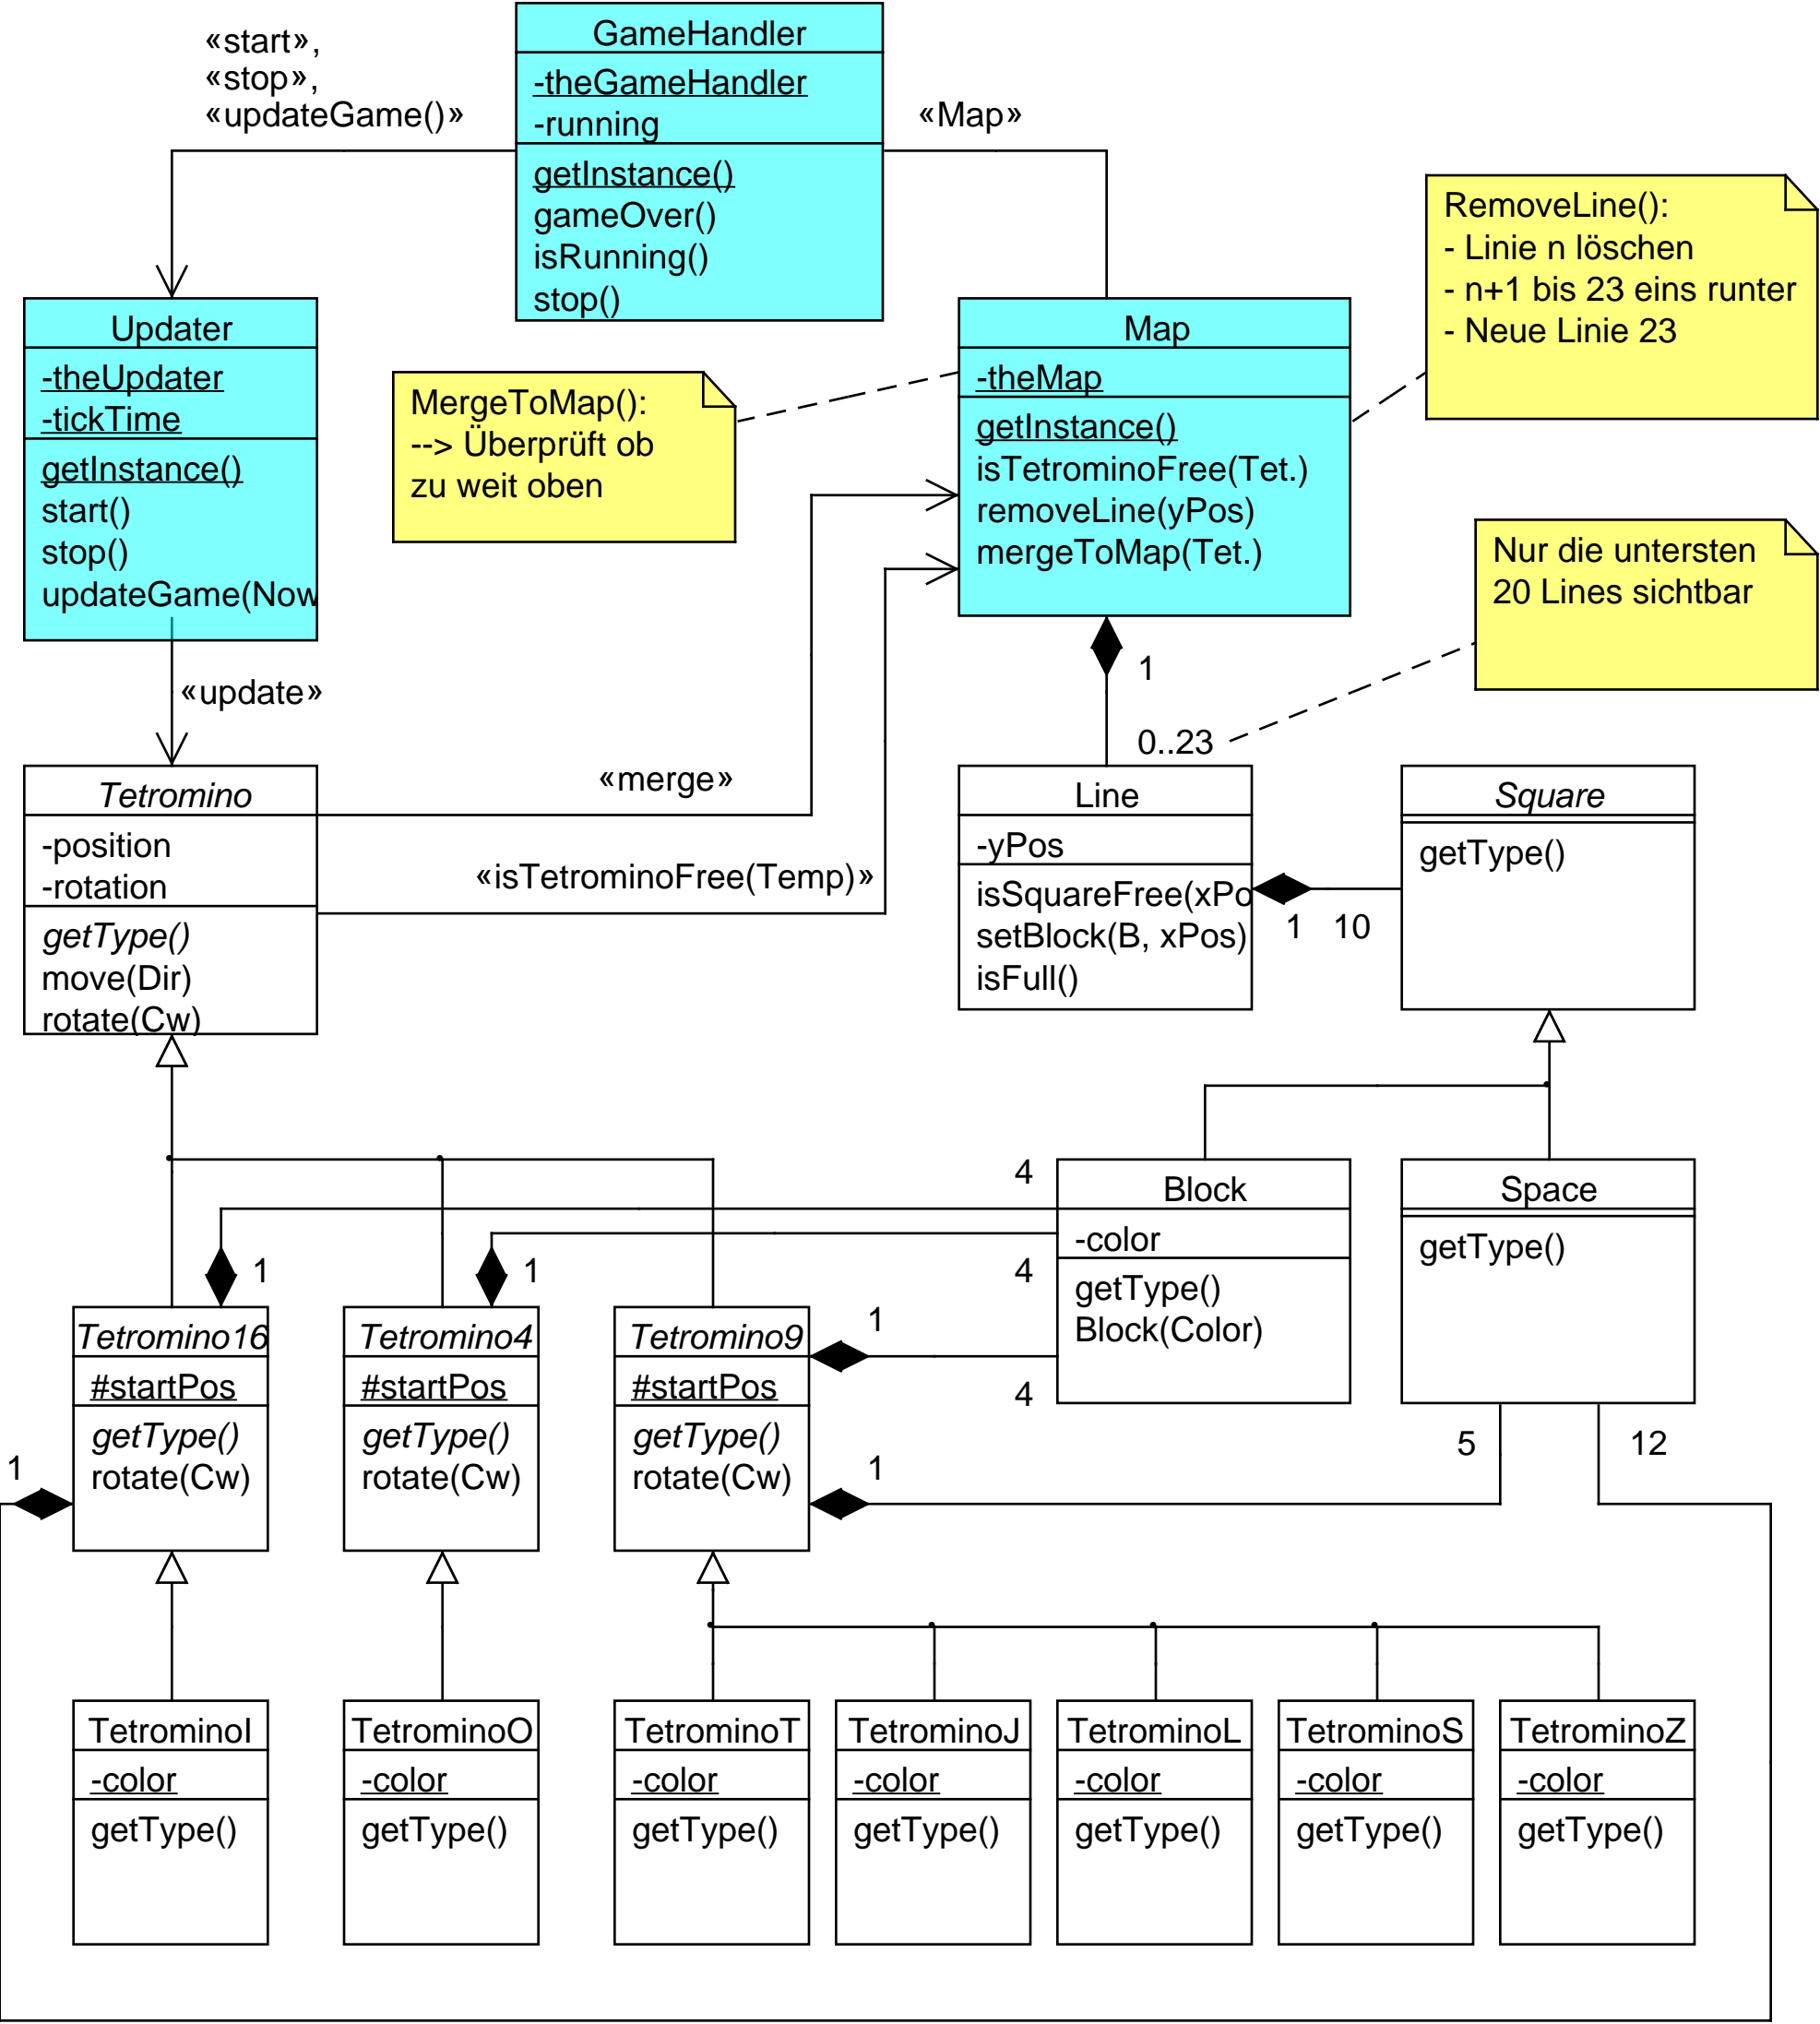 «start»,
«stop»,
«updateGame()»
GameHandler
-theGameHandler
-running
getInstance()
gameOver()
isRunning()
stop()
«Map»
RemoveLine():
- Linie n löschen
- n+1 bis 23 eins runter
- Neue Linie 23
Updater
-theUpdater
-tickTime
getInstance()
start()
stop()
updateGame(Now
MergeToMap():
--> Überprüft ob
zu weit oben
Map
-theMap
getInstance()
isTetrominoFree(Tet.)
removeLine(yPos)
mergeToMap(Tet.)
Nur die untersten
20 Lines sichtbar
1
0..23
«update»
«merge»
«isTetrominoFree(Temp)»
Tetromino
-position
-rotation
getType()
move(Dir)
rotate(Cw)
Line
-yPos
isSquareFree(xPo
setBlock(B, xPos)
isFull()
1
10
Square
getType()
4
4
4
Block
-color
getType()
Block(Color)
Space
getType()
5
12
1
1
1
1
1
Tetromino16
#startPos
getType()
rotate(Cw)
Tetromino4
#startPos
getType()
rotate(Cw)
Tetromino9
#startPos
getType()
rotate(Cw)
TetrominoI
-color
getType()
TetrominoO
-color
getType()
TetrominoT
-color
getType()
TetrominoJ
-color
getType()
TetrominoL
-color
getType()
TetrominoS
-color
getType()
TetrominoZ
-color
getType()